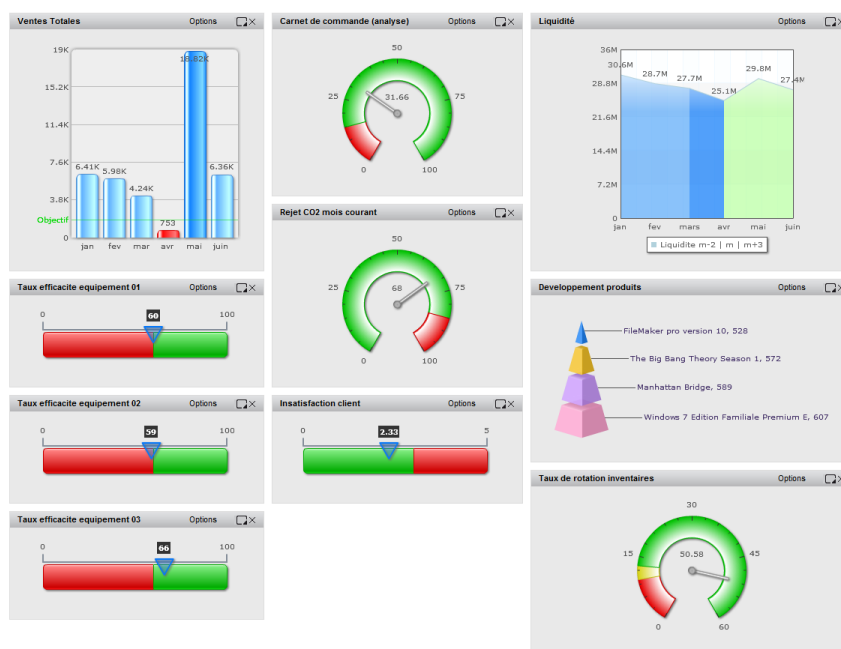 Ventes Totales Options
19K
18.82K
15.2K
11.4K
7.6K
6.41K 5.98K 4.24K 753 6.36K
3.8K
Objectif
0
jan fev mar avr mai juin
Taux efficacite equipement 01 Options
0 60 100
Taux efficacite equipement 02 Options
0 59 100
Taux efficacite equipement 03 Options
0 66 100
Carnet de commande (analyse) Options
50
25 31.66 75
0 100
Rejet CO2 mois courant Options
50
25 68 75
0 100
Insatisfaction client Options
0 2.33 5
Liquidité Options
36M
30.6M 28.7M 27.7M 25.1M 29.8M 27.4M
28.8M
21.6M
14.4M
7.2M
0
jan fev mars avr mai juin
Liquidite m-2 | m | m+3
Developpement produits Options
FileMaker pro version 10, 528
The Big Bang Theory Season 1, 572
Manhattan Bridge, 589
Windows 7 Edition Familiale Premium E, 607
Taux de rotation inventaires Options
30
15 50.58 45
0 60